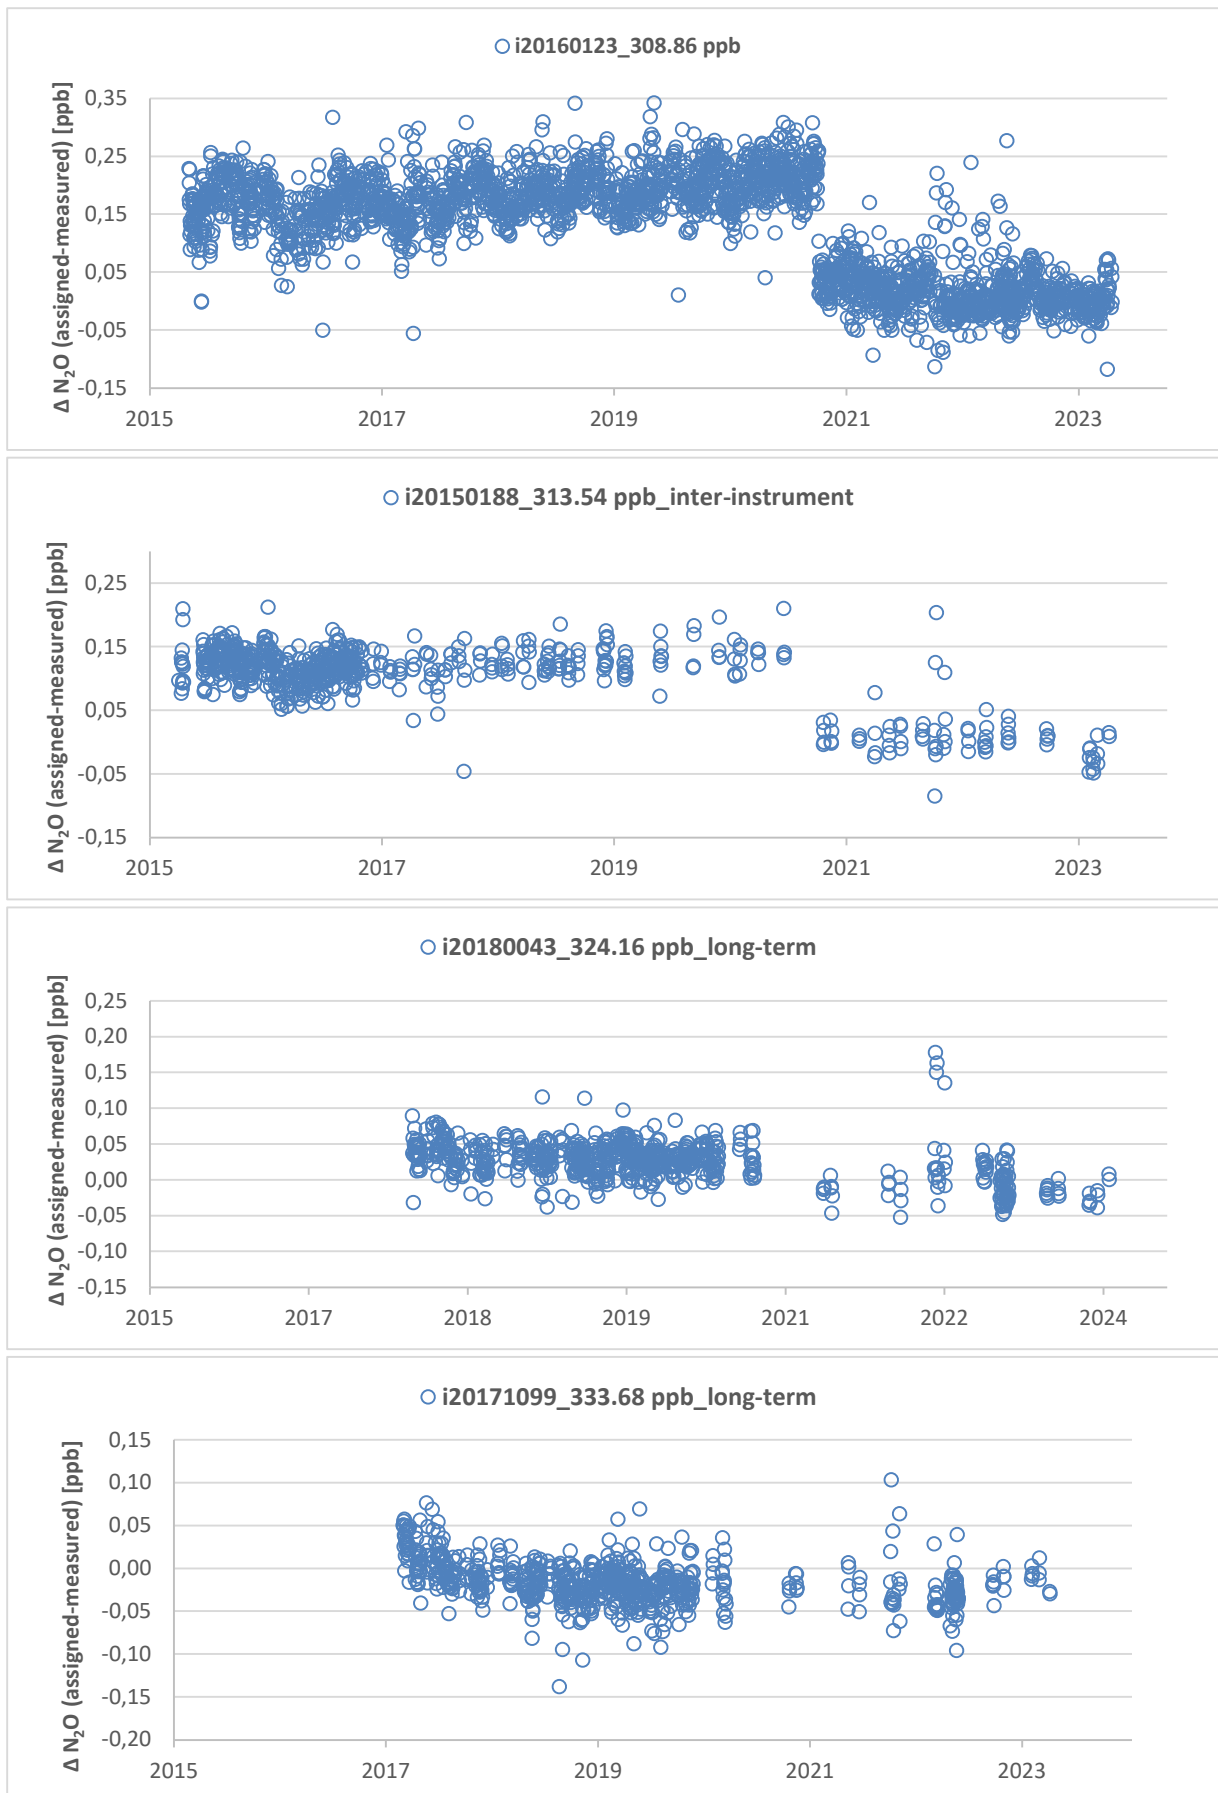 i20160123_308.86 ppb
Δ N₂O (assigned-measured) [ppb]
0,35
0,25
0,15
0,05
-0,05
-0,15
2015 2017 2019 2021 2023
i20150188_313.54 ppb_inter-instrument
Δ N₂O (assigned-measured) [ppb]
0,25
0,15
0,05
-0,05
-0,15
2015 2017 2019 2021 2023
i20180043_324.16 ppb_long-term
Δ N₂O (assigned-measured) [ppb]
0,25
0,20
0,15
0,10
0,05
0,00
-0,05
-0,10
-0,15
2015 2017 2018 2019 2021 2022 2024
i20171099_333.68 ppb_long-term
Δ N₂O (assigned-measured) [ppb]
0,15
0,10
0,05
0,00
-0,05
-0,10
-0,15
-0,20
2015 2017 2019 2021 2023